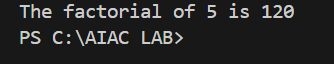 The factorial of 5 is 120
PS C:\AIAC LAB>